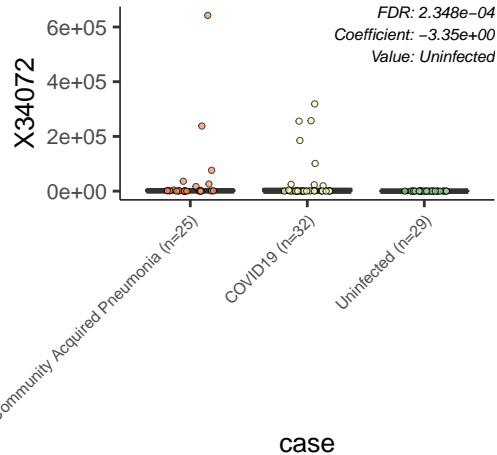 FDR: 2.348e−04
Coefficient: −3.35e+00
Value: Uninfected
X34072
6e+05
4e+05
2e+05
0e+00
Community Acquired Pneumonia (n=25)
COVID19 (n=32)
Uninfected (n=29)
case